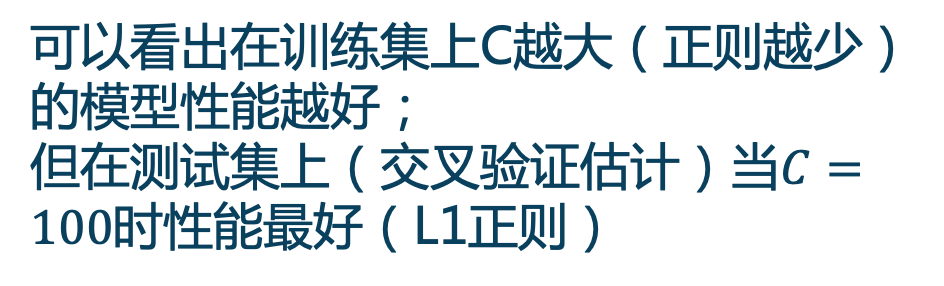 可以看出在训练集上C越大（正则越少）
的模型性能越好；
但在测试集上（交叉验证估计）当C =
100时性能最好（L1正则）